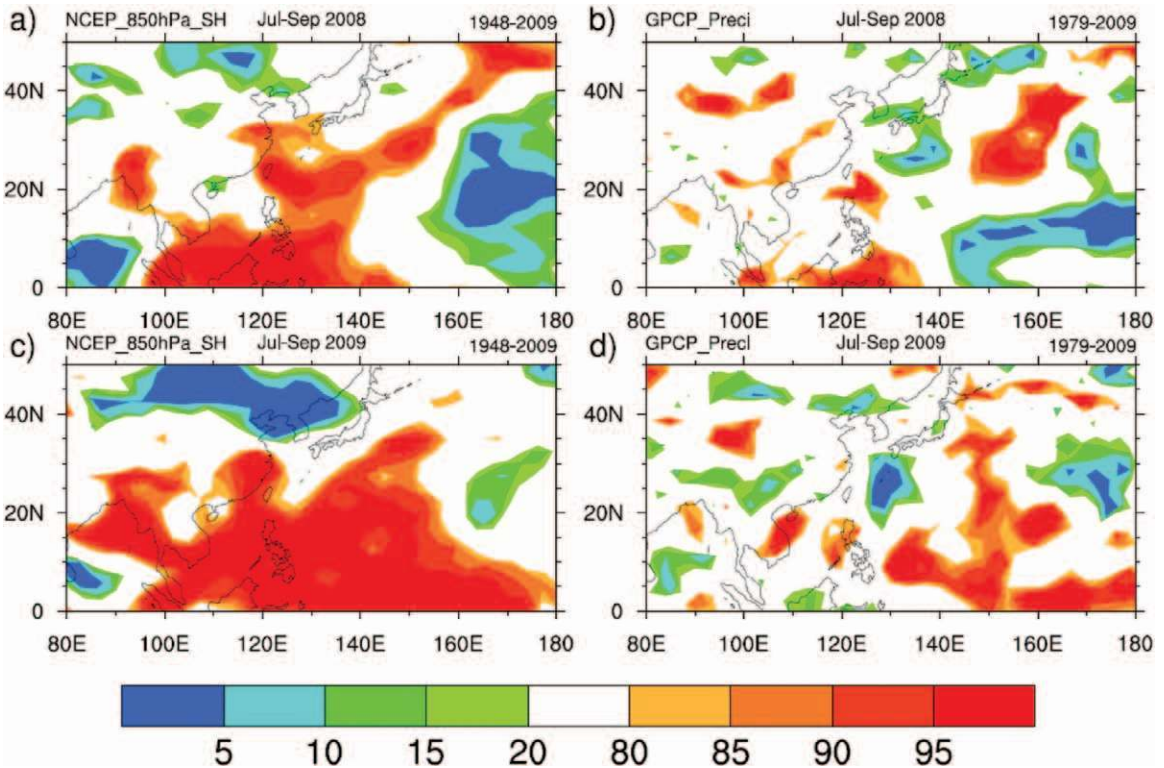 a) NCEP_850hPa_SH Jul-Sep 2008 1948-2009
40N
20N
0
80E 100E 120E 140E 160E 180
b) GPCP_Preci Jul-Sep 2008 1979-2009
40N
20N
0
80E 100E 120E 140E 160E 180
c) NCEP_850hPa_SH Jul-Sep 2009 1948-2009
40N
20N
0
80E 100E 120E 140E 160E 180
d) GPCP_Preci Jul-Sep 2009 1979-2009
40N
20N
0
80E 100E 120E 140E 160E 180
5 10 15 20 80 85 90 95